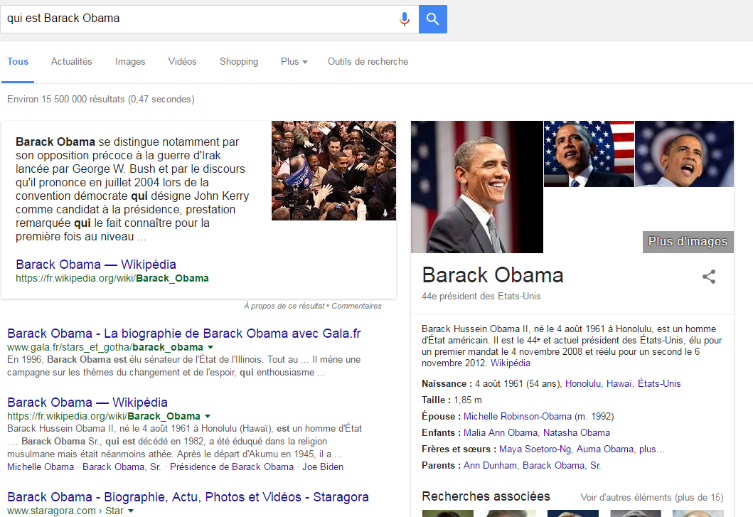 qui est Barack Obama
Tous Actualités Images Vidéos Shopping Plus Outils de recherche
Environ 15 500 000 résultats (0,47 secondes)
Barack Obama se distingue notamment par
son opposition précoce à la guerre d'Irak
lancée par George W. Bush et par le discours
qu'il prononce en juillet 2004 lors de la
convention démocrate qui désigne John Kerry
comme candidat à la présidence, prestation
remarquée qui le fait connaître pour la
première fois au niveau ...
Barack Obama — Wikipédia
https://fr.wikipedia.org/wiki/Barack_Obama
À propos de ce résultat • Commentaires
Barack Obama - La biographie de Barack Obama avec Gala.fr
www.gala.fr/stars_et_gotha/barack_obama
En 1996, Barack Obama est élu sénateur de l'État de l'Illinois. Tout au ... Il mène une
campagne sur les thèmes du changement et de l'espoir, qui enthousiasme ...
Barack Obama — Wikipédia
https://fr.wikipedia.org/wiki/Barack_Obama
Barack Hussein Obama II, né le 4 août 1961 à Honolulu (Hawaï), est un homme d'État
.... Barack Obama Sr., qui est décédé en 1982, a été éduqué dans la religion
musulmane mais était néanmoins athée. Après le départ d'Akumu en 1945, il a ...
Michelle Obama · Barack Obama, Sr. · Présidence de Barack Obama · Joe Biden
Barack Obama - Biographie, Actu, Photos et Vidéos - Staragora
www.staragora.com › Star
Plus d'images
Barack Obama
44e président des États-Unis
Barack Hussein Obama II, né le 4 août 1961 à Honolulu, est un homme
d'État américain. Il est le 44ᵉ et actuel président des États-Unis, élu pour
un premier mandat le 4 novembre 2008 et réélu pour un second le 6
novembre 2012. Wikipédia
Naissance : 4 août 1961 (54 ans), Honolulu, Hawaï, États-Unis
Taille : 1,85 m
Épouse : Michelle Robinson-Obama (m. 1992)
Enfants : Malia Ann Obama, Natasha Obama
Frères et sœurs : Maya Soetoro-Ng, Auma Obama, plus...
Parents : Ann Dunham, Barack Obama, Sr.
Recherches associées Voir d'autres éléments (plus de 15)